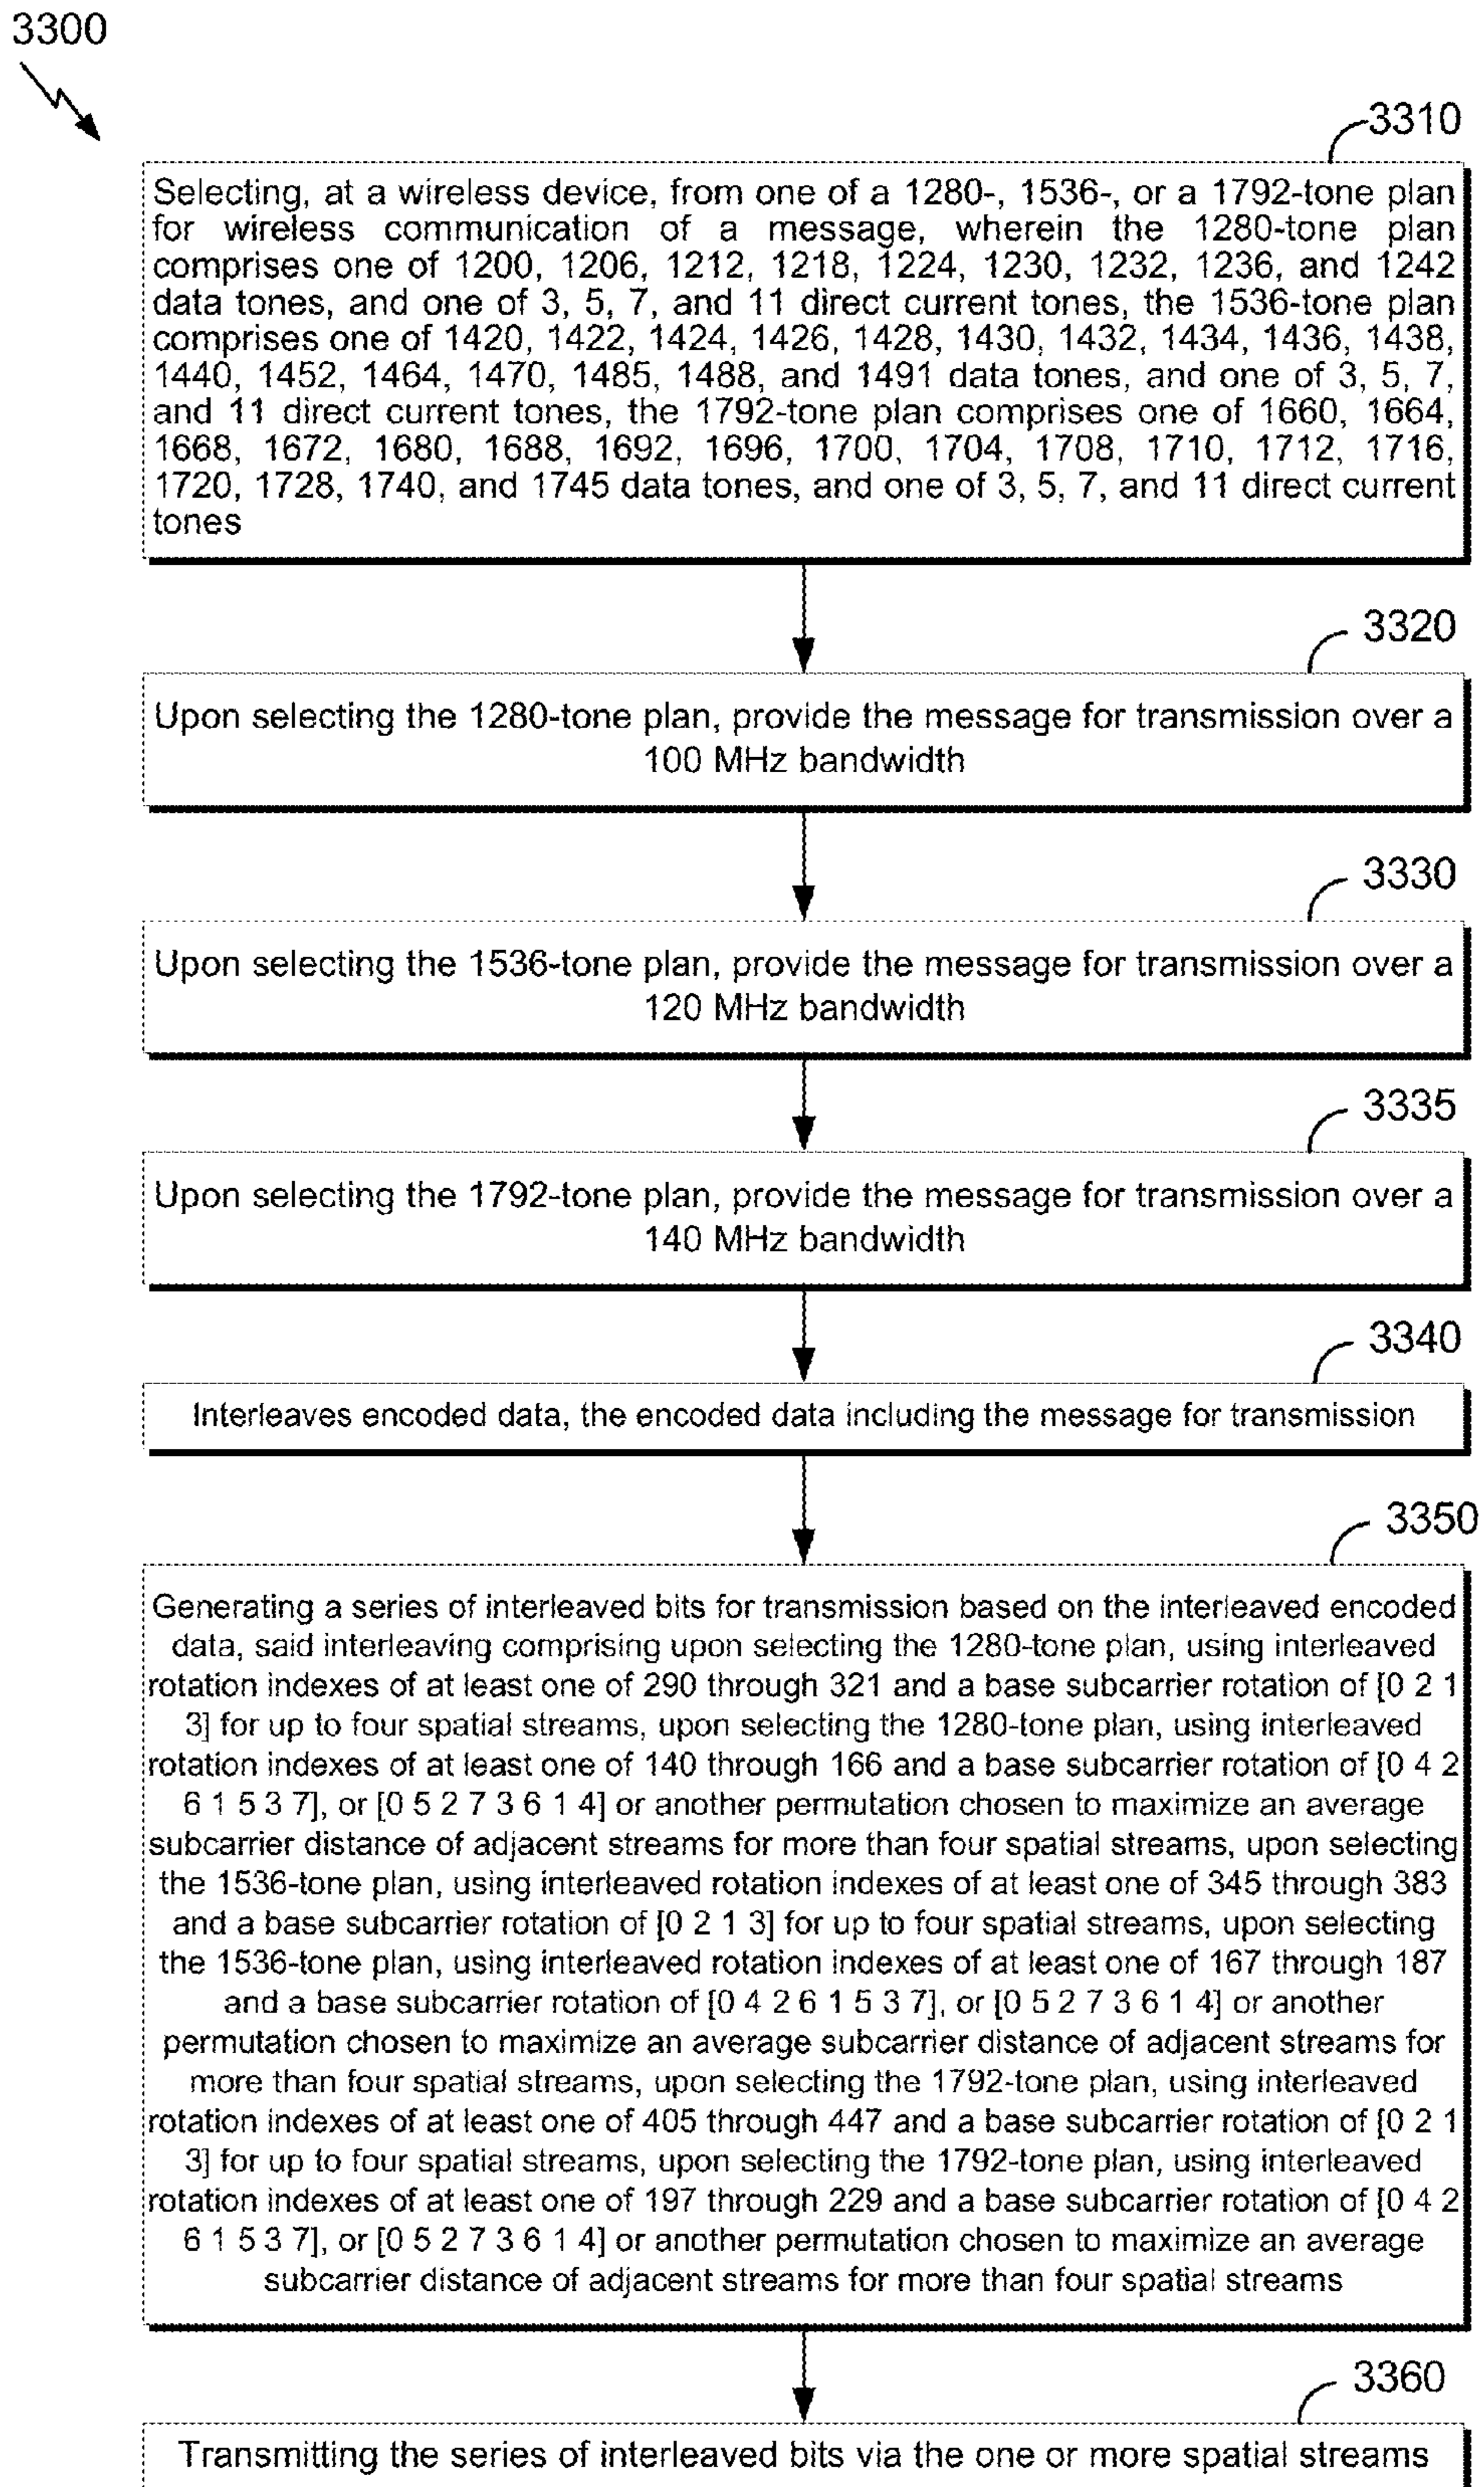 3300
3310
Selecting, at a wireless device, from one of a 1280-, 1536-, or a 1792-tone plan
for wireless communication of a message, wherein the 1280-tone plan
comprises one of 1200, 1206, 1212, 1218, 1224, 1230, 1232, 1236, and 1242
data tones, and one of 3, 5, 7, and 11 direct current tones, the 1536-tone plan
comprises one of 1420, 1422, 1424, 1426, 1428, 1430, 1432, 1434, 1436, 1438,
1440, 1452, 1464, 1470, 1485, 1488, and 1491 data tones, and one of 3, 5, 7,
and 11 direct current tones, the 1792-tone plan comprises one of 1660, 1664,
1668, 1672, 1680, 1688, 1692, 1696, 1700, 1704, 1708, 1710, 1712, 1716,
1720, 1728, 1740, and 1745 data tones, and one of 3, 5, 7, and 11 direct current
tones
3320
Upon selecting the 1280-tone plan, provide the message for transmission over a
100 MHz bandwidth
3330
Upon selecting the 1536-tone plan, provide the message for transmission over a
120 MHz bandwidth
3335
Upon selecting the 1792-tone plan, provide the message for transmission over a
140 MHz bandwidth
3340
Interleaves encoded data, the encoded data including the message for transmission
3350
Generating a series of interleaved bits for transmission based on the interleaved encoded
data, said interleaving comprising upon selecting the 1280-tone plan, using interleaved
rotation indexes of at least one of 290 through 321 and a base subcarrier rotation of [0 2 1
3] for up to four spatial streams, upon selecting the 1280-tone plan, using interleaved
rotation indexes of at least one of 140 through 166 and a base subcarrier rotation of [0 4 2
6 1 5 3 7], or [0 5 2 7 3 6 1 4] or another permutation chosen to maximize an average
subcarrier distance of adjacent streams for more than four spatial streams, upon selecting
the 1536-tone plan, using interleaved rotation indexes of at least one of 345 through 383
and a base subcarrier rotation of [0 2 1 3] for up to four spatial streams, upon selecting
the 1536-tone plan, using interleaved rotation indexes of at least one of 167 through 187
and a base subcarrier rotation of [0 4 2 6 1 5 3 7], or [0 5 2 7 3 6 1 4] or another
permutation chosen to maximize an average subcarrier distance of adjacent streams for
more than four spatial streams, upon selecting the 1792-tone plan, using interleaved
rotation indexes of at least one of 405 through 447 and a base subcarrier rotation of [0 2 1
3] for up to four spatial streams, upon selecting the 1792-tone plan, using interleaved
rotation indexes of at least one of 197 through 229 and a base subcarrier rotation of [0 4 2
6 1 5 3 7], or [0 5 2 7 3 6 1 4] or another permutation chosen to maximize an average
subcarrier distance of adjacent streams for more than four spatial streams
3360
Transmitting the series of interleaved bits via the one or more spatial streams